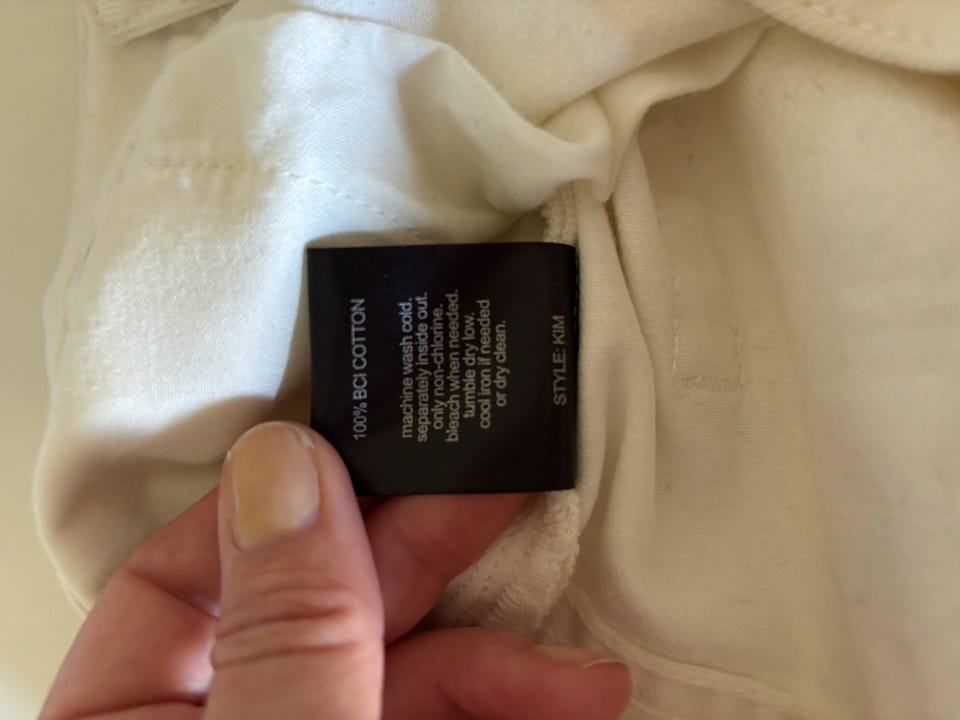 100% BCI COTTON
machine wash cold.
separately inside out.
only non-chlorine.
bleach when needed.
tumble dry low.
cool iron if needed
or dry clean.
STYLE: KIM